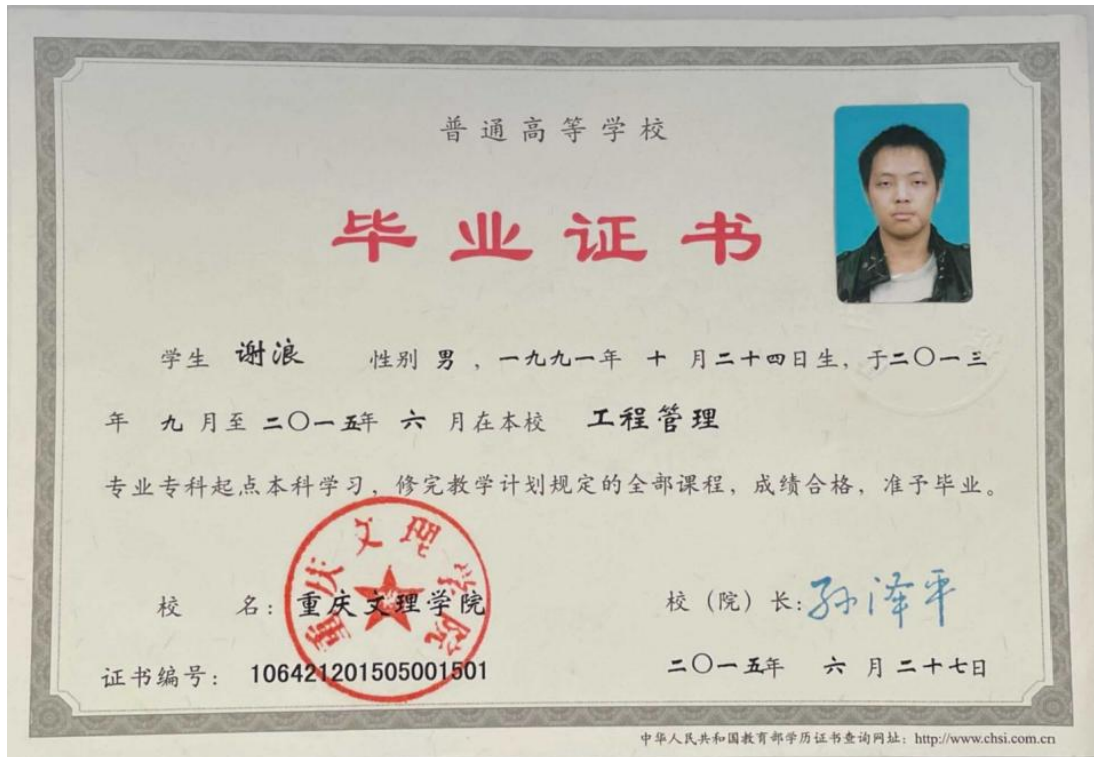 普通高等学校
毕业证书
学生 谢浪 性别 男 ，一九九一年 十 月二十四日生，于二〇一三
年 九 月至 二〇一五年 六 月在本校 工程管理
专业专科起点本科学习，修完教学计划规定的全部课程，成绩合格，准予毕业。
重庆文理学院
校 名：重庆文理学院 校（院）长：孙泽平
证书编号： 106421201505001501 二〇一五年 六 月 二十七日
中华人民共和国教育部学历证书查询网址：http://www.chsi.com.cn